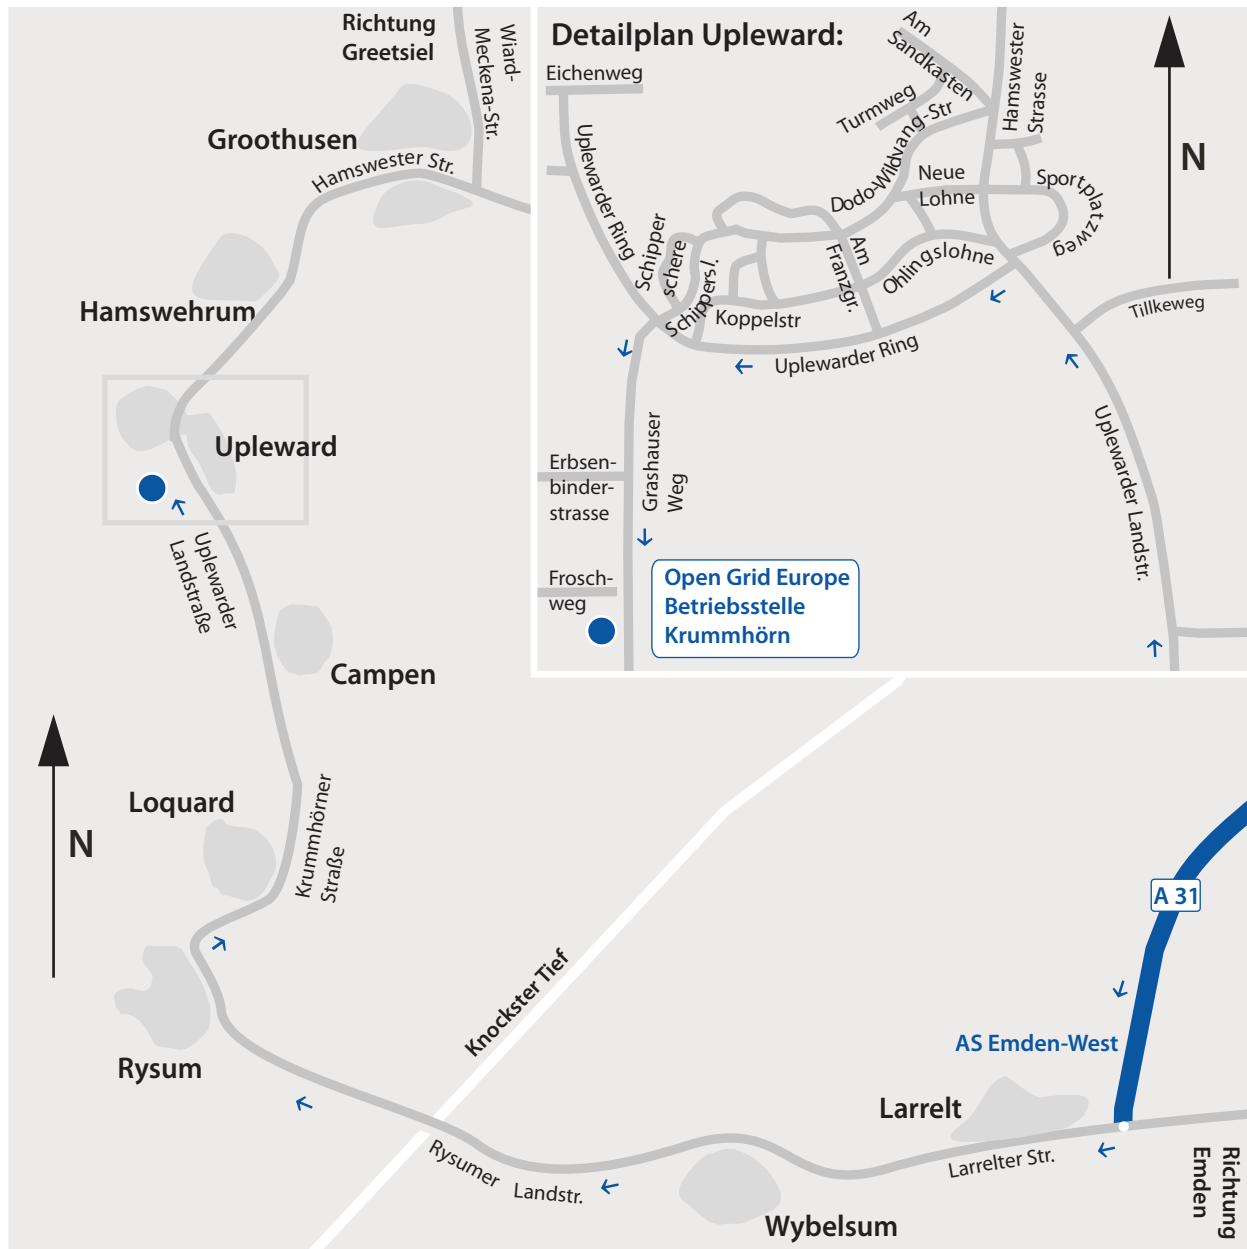 Richtung
Greetsiel
Wiard-
Meckena-Str.
Groothusen
Hamswester Str.
Hamswehrum
Upleward
Uplewarder
Landstraße
Campen
Loquard
N
Krummhörner
Straße
Rysum
Knockster Tief
Rysumer Landstr.
Wybelsum
Larrelt
Larrelter Str.
AS Emden-West
A 31
Richtung
Emden
Detailplan Upleward:
Eichenweg
Am
Sandkasten
Turmweg
Dodo-Wildvang-Str
Hamswester
Strasse
N
Neue
Lohne
Sportplatzweg
Uplewarder Ring
Schipper
schere
Schippersl.
Am
Franzgr.
Ohlingslohne
Koppelstr
Uplewarder Ring
Tillkeweg
Uplewarder Landstr.
Grashauser
Weg
Erbsen-
binder-
strasse
Frosch-
weg
Open Grid Europe
Betriebsstelle
Krummhörn